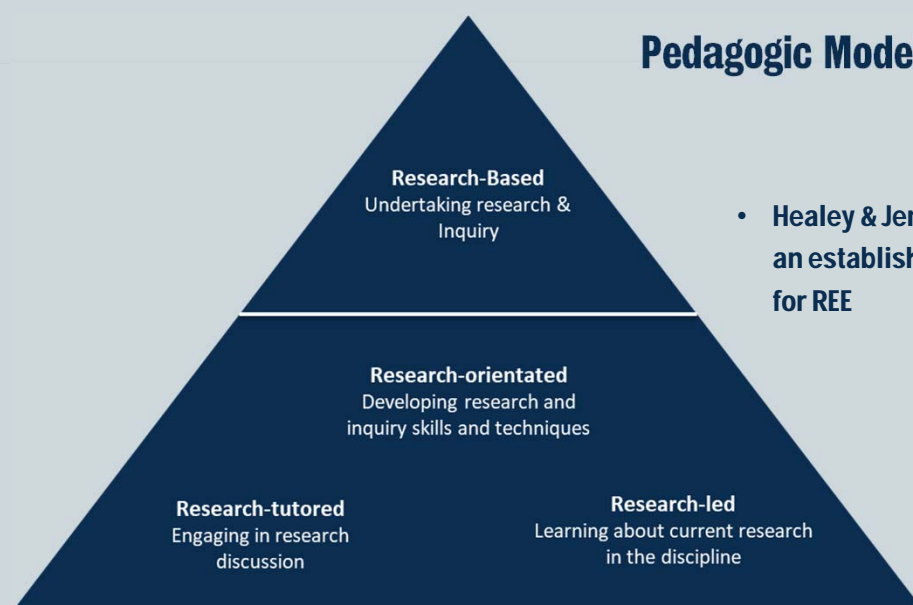 Pedagogic Mode
Research-Based
Undertaking research &
Inquiry
• Healey & Jer
an establish
for REE
Research-orientated
Developing research and
inquiry skills and techniques
Research-tutored
Engaging in research
discussion
Research-led
Learning about current research
in the discipline